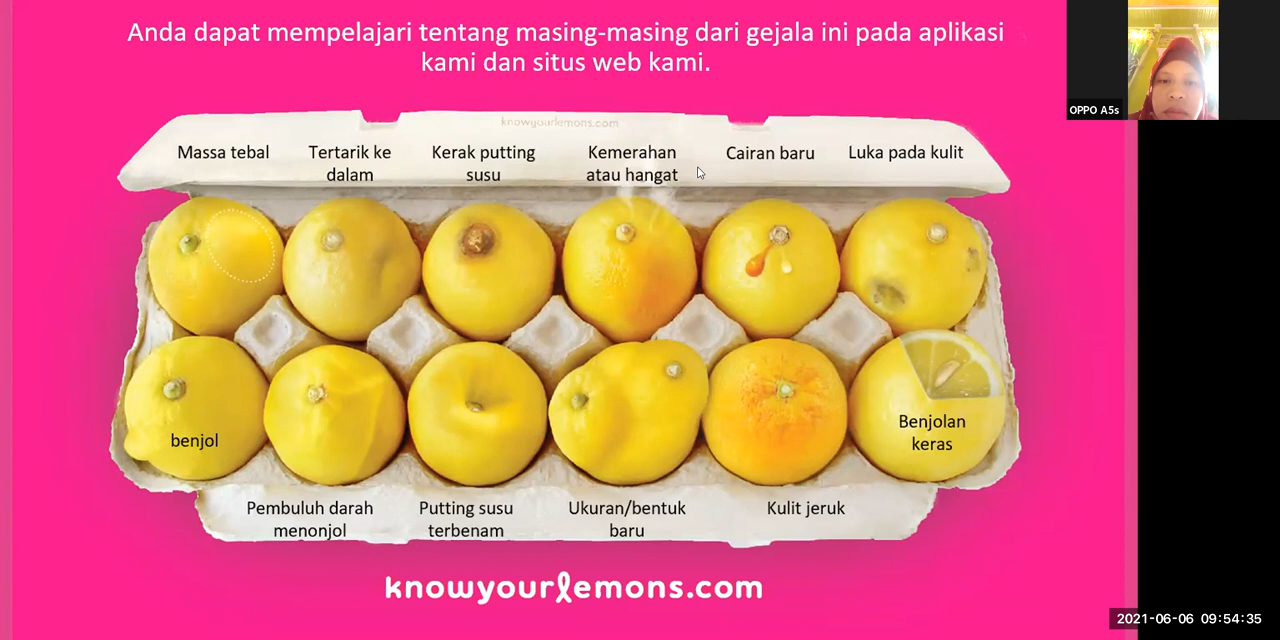 Anda dapat mempelajari tentang masing-masing dari gejala ini pada aplikasi
kami dan situs web kami.
OPPO A5s
knowyourlemons.com
Massa tebal
Tertarik ke
dalam
Kerak putting
susu
Kemerahan
atau hangat
Cairan baru
Luka pada kulit
benjol
Benjolan
keras
Pembuluh darah
menonjol
Putting susu
terbenam
Ukuran/bentuk
baru
Kulit jeruk
knowyourlemons.com
2021-06-06 09:54:35